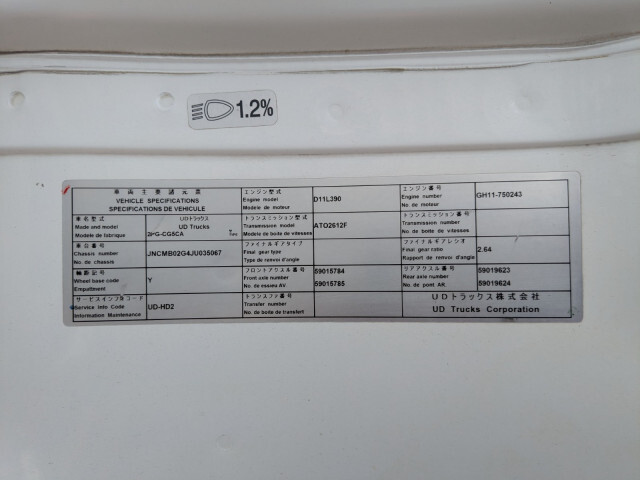 1.2%
車両主要諸元表
VEHICLE SPECIFICATIONS
SPECIFICATIONS DE VEHICULE
エンジン型式
Engine model
Modèle de moteur
D11L390
エンジン番号
Engine number
No. de moteur
GH11-750243
車名型式
Make and model
Modèle de fabrique
UDトラックス
UD Trucks
2PG-CG5CA
トランスミッション型式
Transmission model
Modèle de boite de vitesses
ATO2612F
トランスミッション番号
Transmission number
No. de boite de vitesses
車台番号
Chassis number
No. de chassis
JNCMB02G4JU035067
ファイナルギアタイプ
Final gear type
Type de renvoi d'angle
ファイナルギアレシオ
Final gear ratio
Rapport de renvoi d'angle
2.64
軸距記号
Wheel base code
Empattement
Y
フロントアクスル番号
Front axle number
No. de essieu AV.
59015784
59015785
リアアクスル番号
Rear axle number
No. de pont AR.
59019623
59019624
サービスインフォコード
Service Info Code
Information Maintenance
UD-HD2
トランスファ番号
Transfer number
No. de boite de transfert
UDトラックス株式会社
UD Trucks Corporation